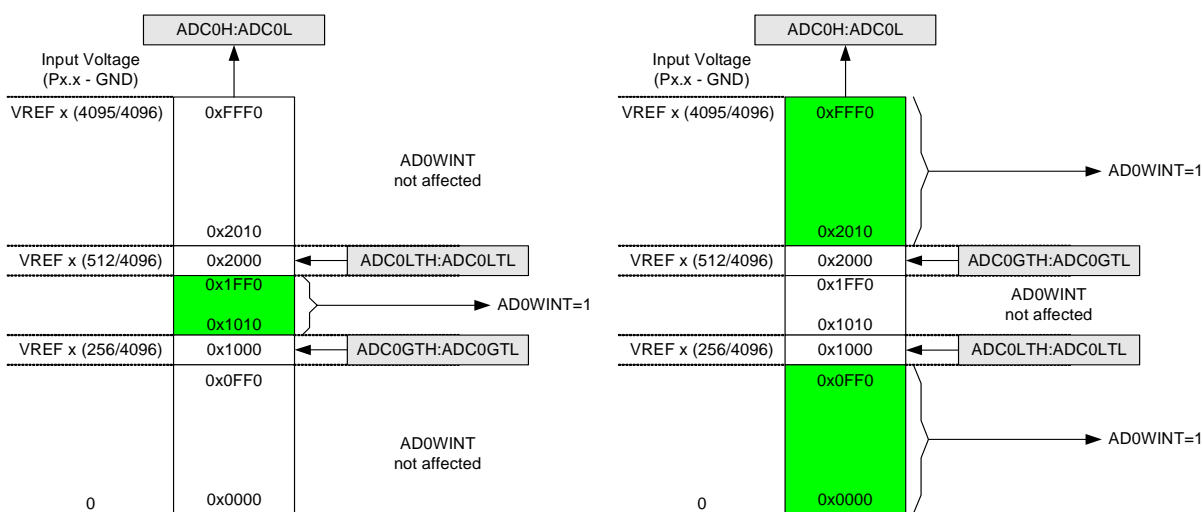 ADC0H:ADC0L
Input Voltage
(Px.x - GND)
VREF x (4095/4096)
0xFFF0
AD0WINT
not affected
0x2010
VREF x (512/4096)
0x2000
ADC0LTH:ADC0LTL
0x1FF0
AD0WINT=1
0x1010
VREF x (256/4096)
0x1000
ADC0GTH:ADC0GTL
0x0FF0
AD0WINT
not affected
0
0x0000
ADC0H:ADC0L
Input Voltage
(Px.x - GND)
VREF x (4095/4096)
0xFFF0
AD0WINT=1
0x2010
VREF x (512/4096)
0x2000
ADC0GTH:ADC0GTL
0x1FF0
AD0WINT
not affected
0x1010
VREF x (256/4096)
0x1000
ADC0LTH:ADC0LTL
0x0FF0
AD0WINT=1
0
0x0000